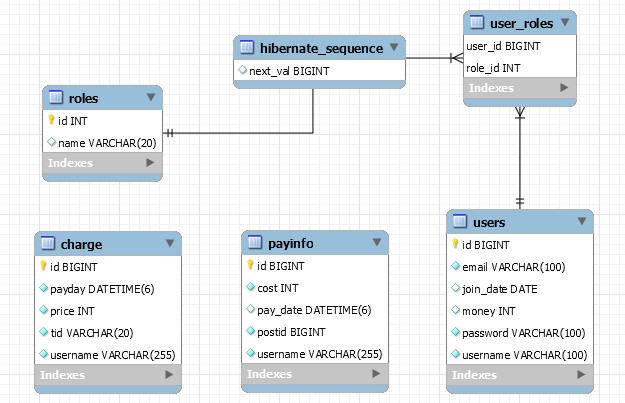 user_roles
user_id BIGINT
role_id INT
Indexes
hibernate_sequence
next_val BIGINT
roles
id INT
name VARCHAR(20)
Indexes
charge
id BIGINT
payday DATETIME(6)
price INT
tid VARCHAR(20)
username VARCHAR(255)
Indexes
payinfo
id BIGINT
cost INT
pay_date DATETIME(6)
postid BIGINT
username VARCHAR(255)
Indexes
users
id BIGINT
email VARCHAR(100)
join_date DATE
money INT
password VARCHAR(100)
username VARCHAR(100)
Indexes